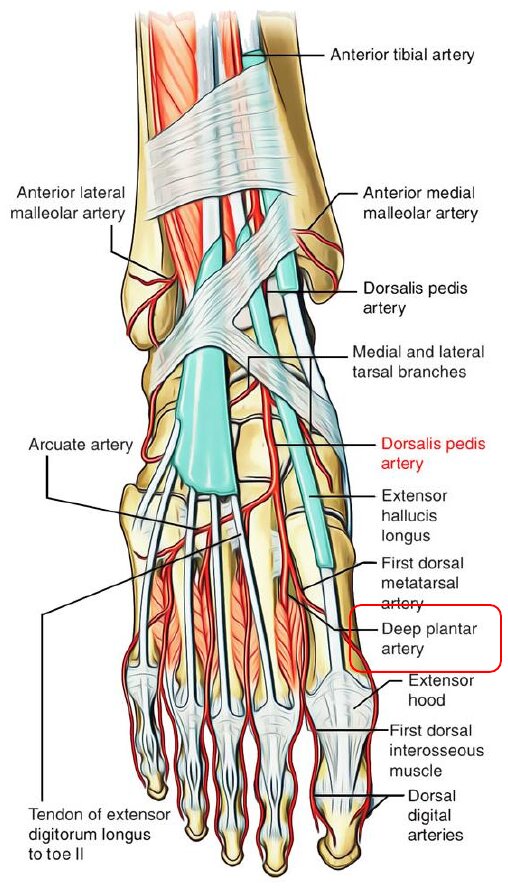 Anterior tibial artery
Anterior lateral
malleolar artery
Anterior medial
malleolar artery
Dorsalis pedis
artery
Medial and lateral
tarsal branches
Arcuate artery
Dorsalis pedis
artery
Extensor
hallucis
longus
First dorsal
metatarsal
artery
Deep plantar
artery
Extensor
hood
First dorsal
interosseous
muscle
Tendon of extensor
digitorum longus
to toe II
Dorsal
digital
arteries